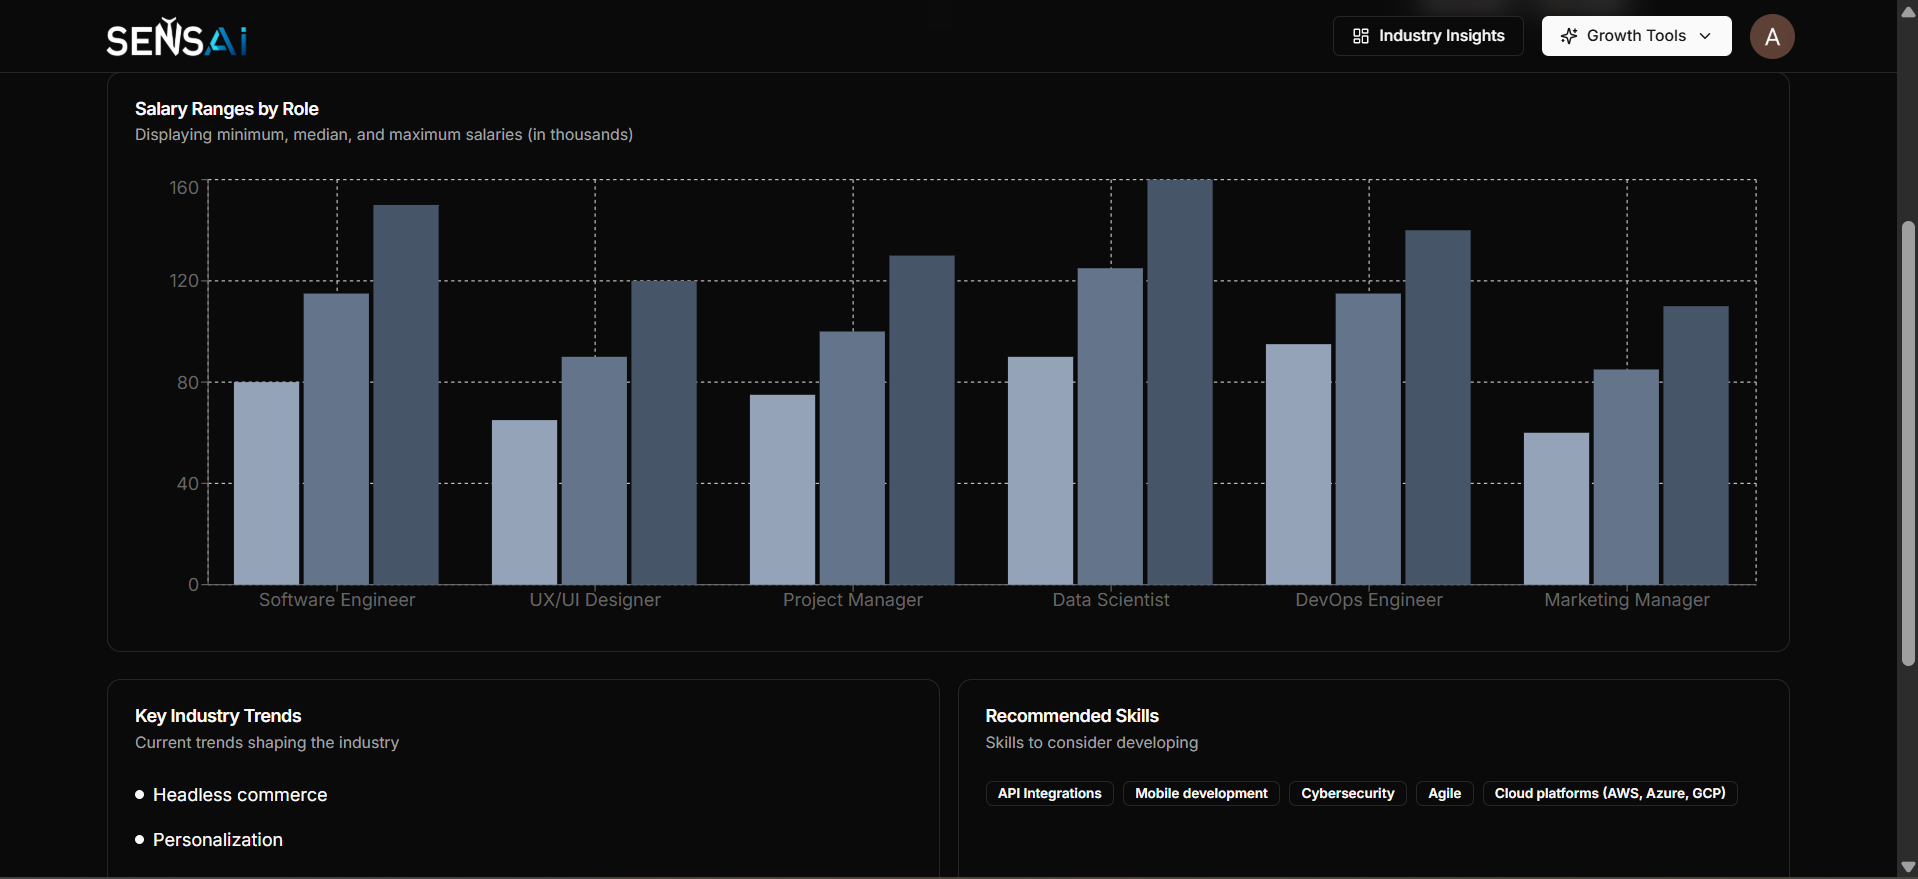 SENSAi
Industry Insights
Growth Tools
A
Salary Ranges by Role
Displaying minimum, median, and maximum salaries (in thousands)
160
120
80
40
0
Software Engineer
UX/UI Designer
Project Manager
Data Scientist
DevOps Engineer
Marketing Manager
Key Industry Trends
Current trends shaping the industry
Headless commerce
Personalization
Recommended Skills
Skills to consider developing
API Integrations
Mobile development
Cybersecurity
Agile
Cloud platforms (AWS, Azure, GCP)